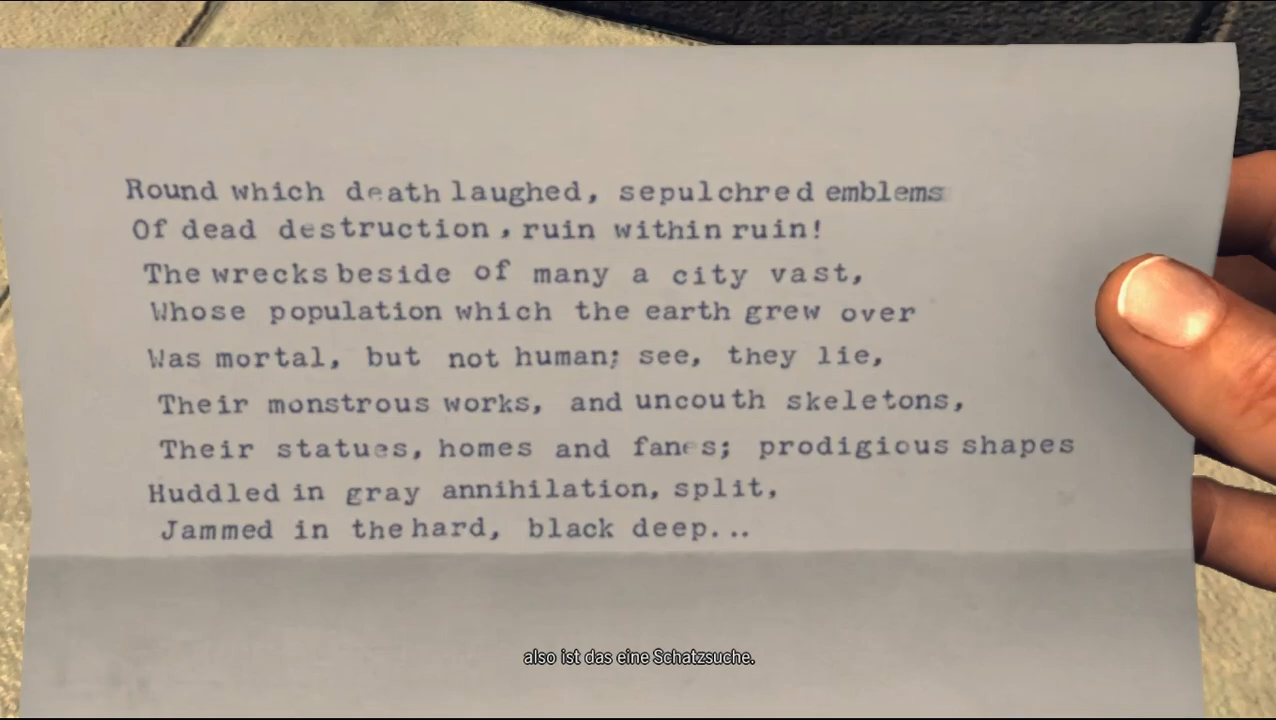 Round which death laughed, sepulchred emblems
Of dead destruction, ruin within ruin!
The wrecks beside of many a city vast,
Whose population which the earth grew over
Was mortal, but not human; see, they lie,
Their monstrous works, and uncouth skeletons,
Their statues, homes and fanes; prodigious shapes
Huddled in gray annihilation, split,
Jammed in the hard, black deep...
also ist das eine Schatzsuche.